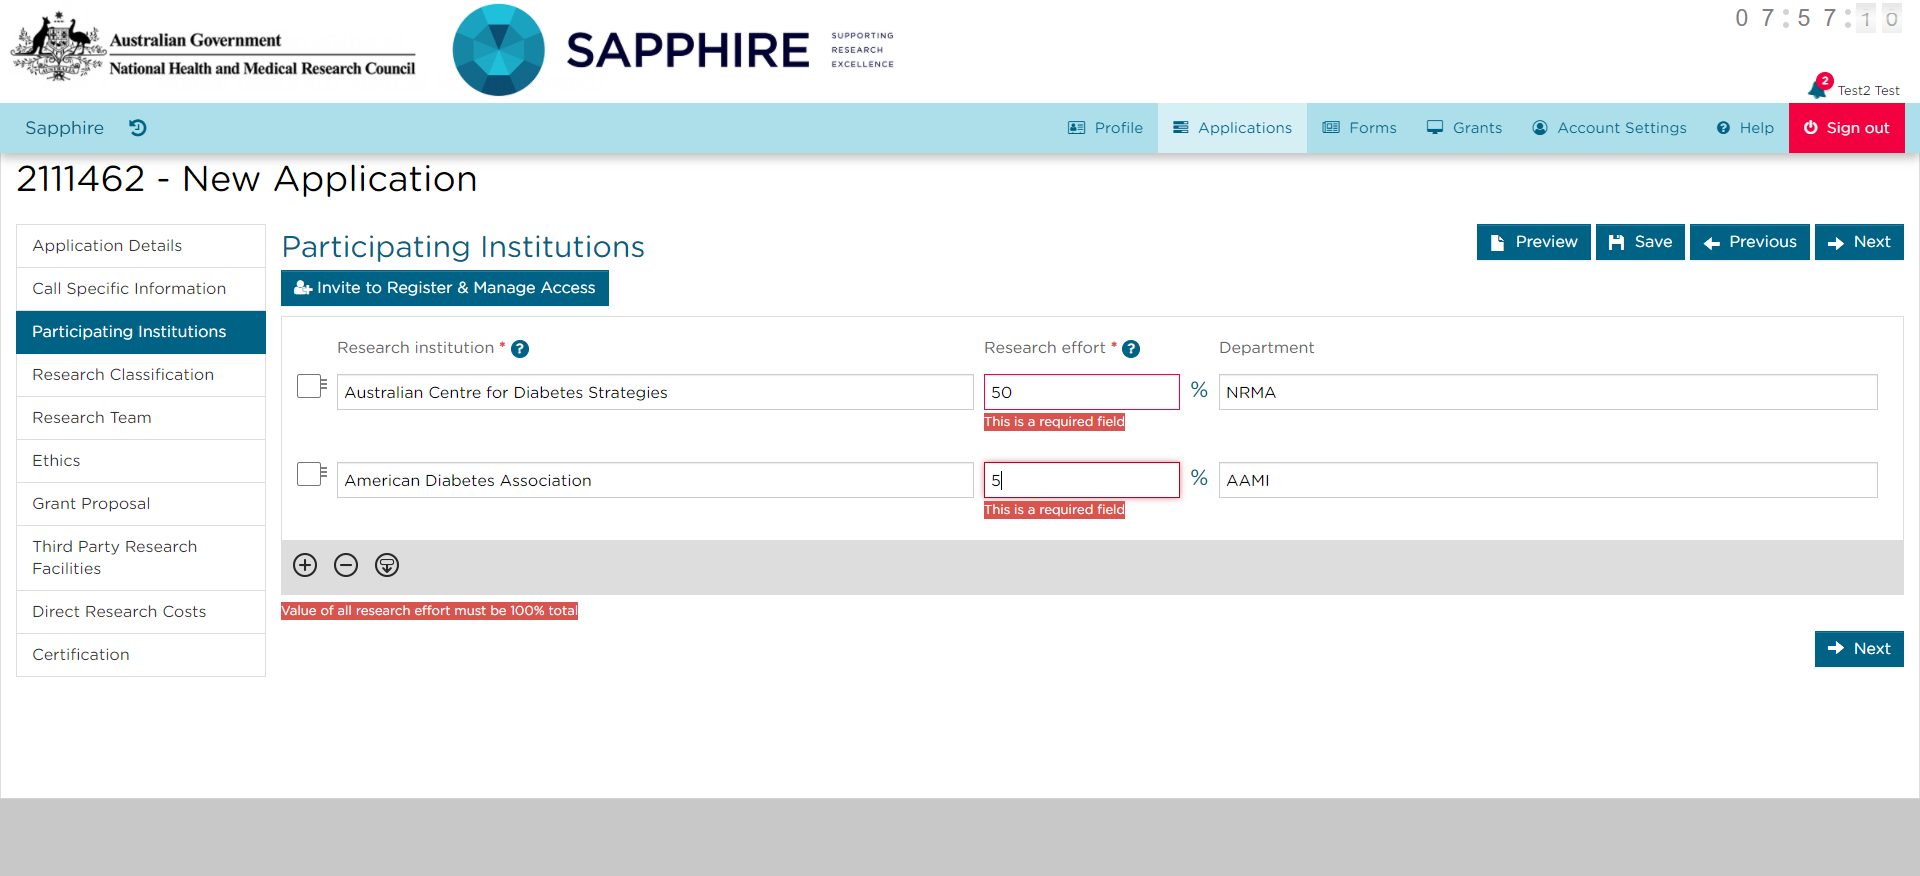 Australian Government
National Health and Medical Research Council
SAPPHIRE
SUPPORTING
RESEARCH
EXCELLENCE
07:57:10
2
Test2 Test
Sapphire
Profile
Applications
Forms
Grants
Account Settings
Help
Sign out
2111462 - New Application
Application Details
Call Specific Information
Participating Institutions
Research Classification
Research Team
Ethics
Grant Proposal
Third Party Research
Facilities
Direct Research Costs
Certification
Participating Institutions
Preview
Save
Previous
Next
Invite to Register & Manage Access
Research institution * ?
Research effort * ?
Department
Australian Centre for Diabetes Strategies
50
%
NRMA
This is a required field
American Diabetes Association
5
%
AAMI
This is a required field
Value of all research effort must be 100% total
Next